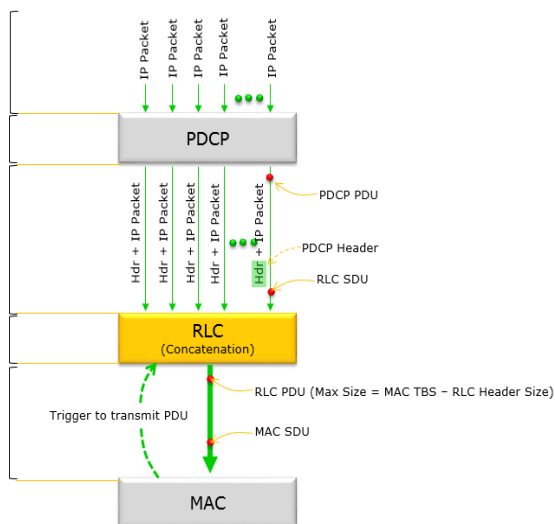 IP Packet
IP Packet
IP Packet
IP Packet
IP Packet
PDCP
Hdr + IP Packet
Hdr + IP Packet
Hdr + IP Packet
Hdr + IP Packet
Hdr + IP Packet
PDCP PDU
PDCP Header
RLC SDU
RLC
(Concatenation)
RLC PDU (Max Size = MAC TBS – RLC Header Size)
Trigger to transmit PDU
MAC SDU
MAC